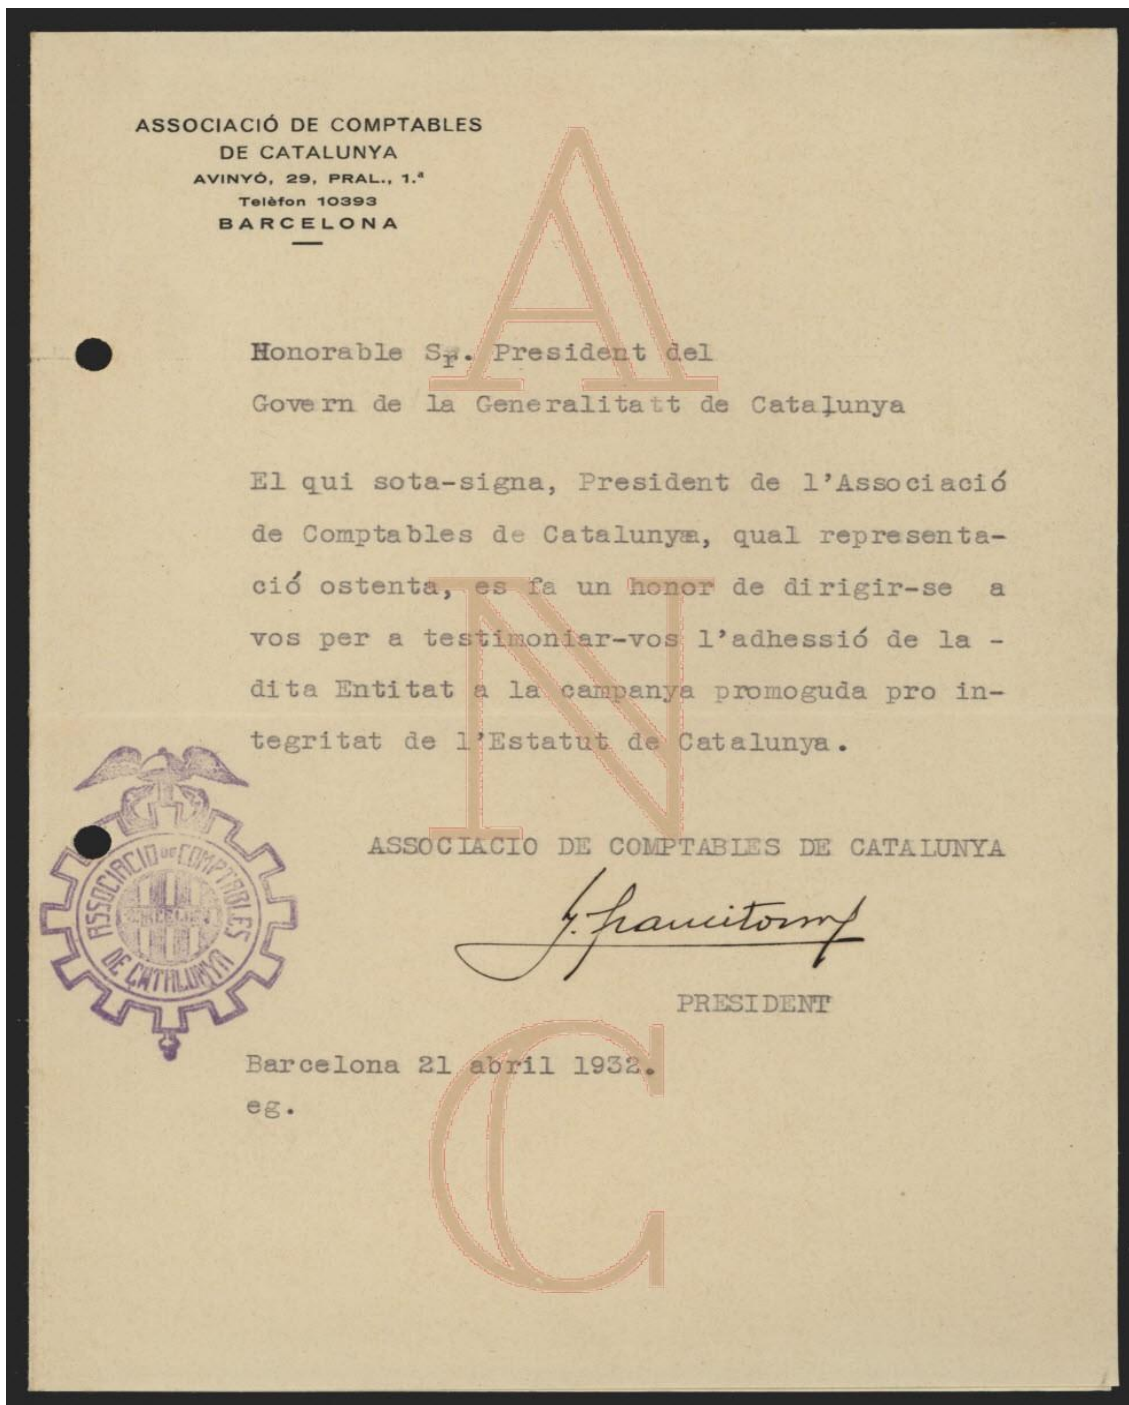 ASSOCIACIÓ DE COMPTABLES
DE CATALUNYA
AVINYÓ, 29, PRAL., 1.ª
Telèfon 10393
BARCELONA
Honorable Sr. President del
Govern de la Generalitatt de Catalunya
El qui sota-signa, President de l'Associació
de Comptables de Catalunya, qual representa-
ció ostenta, es fa un honor de dirigir-se a
vos per a testimoniar-vos l'adhessió de la -
dita Entitat a la campanya promoguda pro in-
tegritat de l'Estatut de Catalunya.
ASSOCIACIO DE COMPTABLES DE CATALUNYA
PRESIDENT
ASSOCIACIO DE COMPTABLES
BARCELONA
DE CATALUNYA
Barcelona 21 abril 1932.
eg.
A
N
C